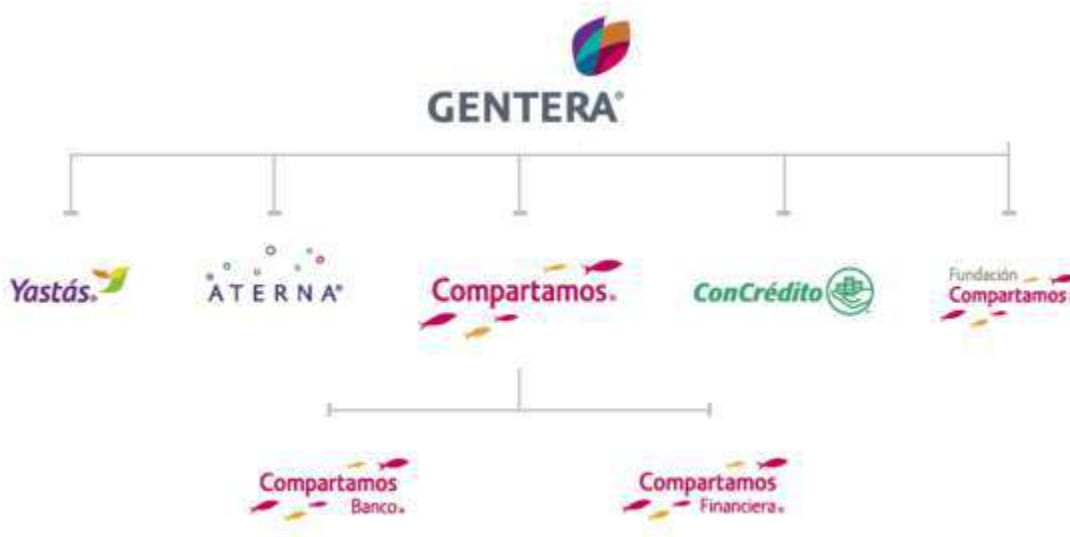 GENTERA®
Yastás.
ATERNA®
Compartamos.
ConCrédito
Fundación
Compartamos
Compartamos
Banco.
Compartamos
Financiera.